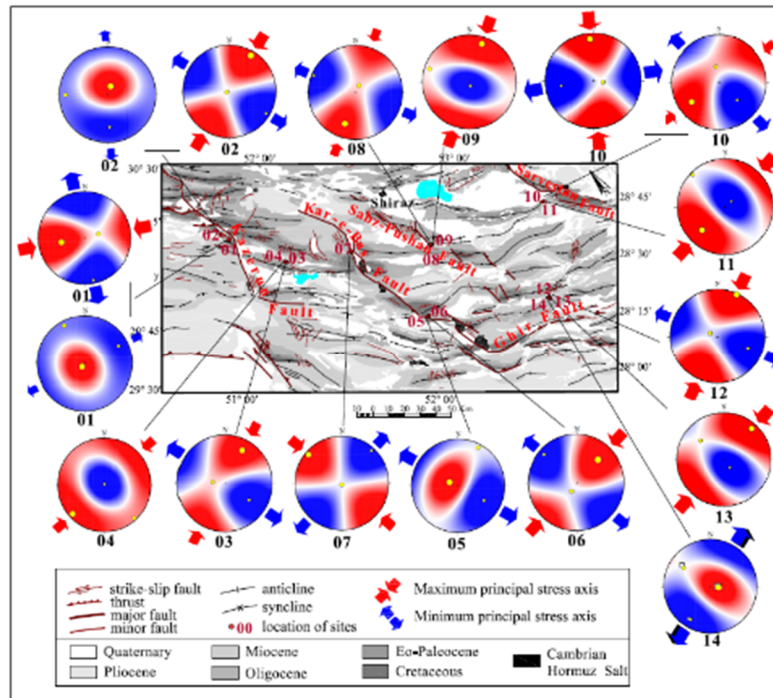 N N N N N N
02 02 08 09 10 10
52° 00' 53° 00'
30° 30' 28° 45'
Shiraz
Sarvestan Fault
Sabz-Pushan Fault
Kar-e-Bas Fault
Kazerun Fault
Ghir Fault
10
11
09
08
02
01
04 03
07
05 06
12
14 13
28° 30'
28° 15'
28° 00'
29° 30'
45'
51° 00' 52° 00'
10 0 10 20 30 40 50 Km
N
01
01
11
12
13
14
04 03 07 05 06
strike-slip fault
thrust
major fault
minor fault
anticline
syncline
00 location of sites
Maximum principal stress axis
Minimum principal stress axis
Quaternary
Pliocene
Miocene
Oligocene
Eo-Paleocene
Cretaceous
Cambrian
Hormuz Salt